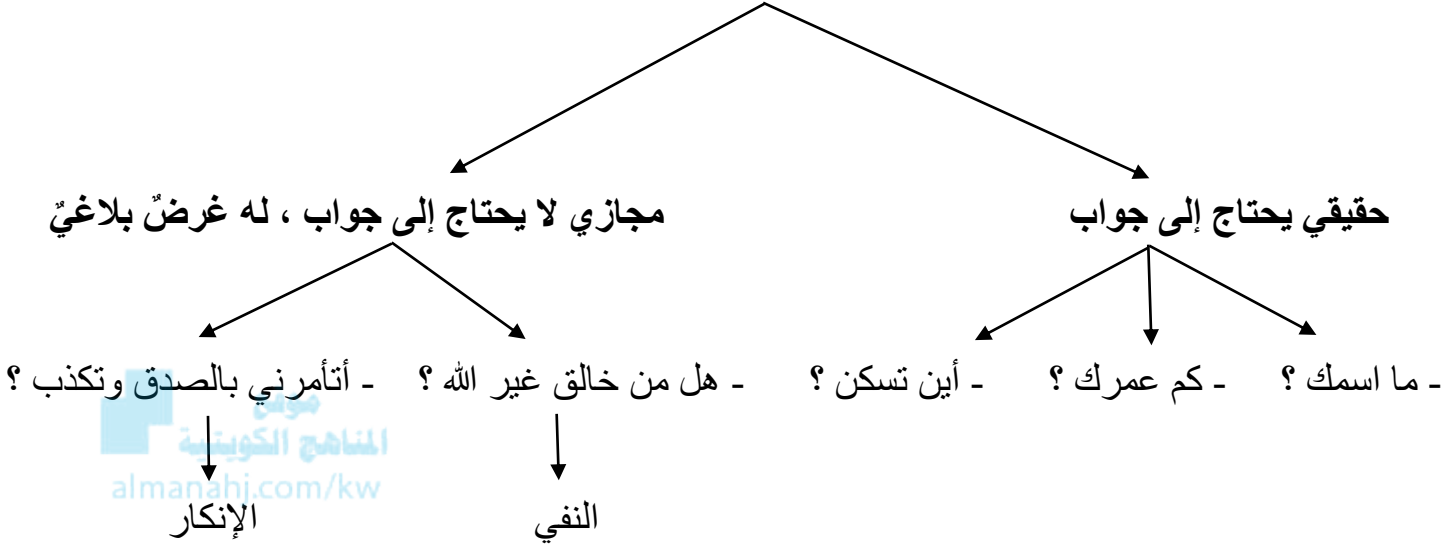 حقيقي يحتاج إلى جواب
مجازي لا يحتاج إلى جواب ، له غرضٌ بلاغيٌ
- ما اسمك ؟ - كم عمرك ؟ - أين تسكن ؟ - هل من خالق غير الله ؟ - أتأمرني بالصدق وتكذب ؟
موقع
المناهج الكويتية
almanahj.com/kw
النفي
الإنكار